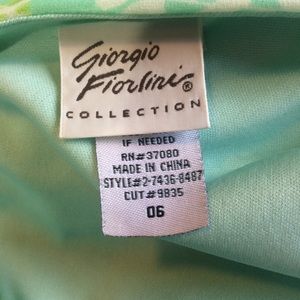 Giorgio
Fiorlini
COLLECTION
IF NEEDED
RN#37080
MADE IN CHINA
STYLE#2-7436-8487
CUT#9835
06